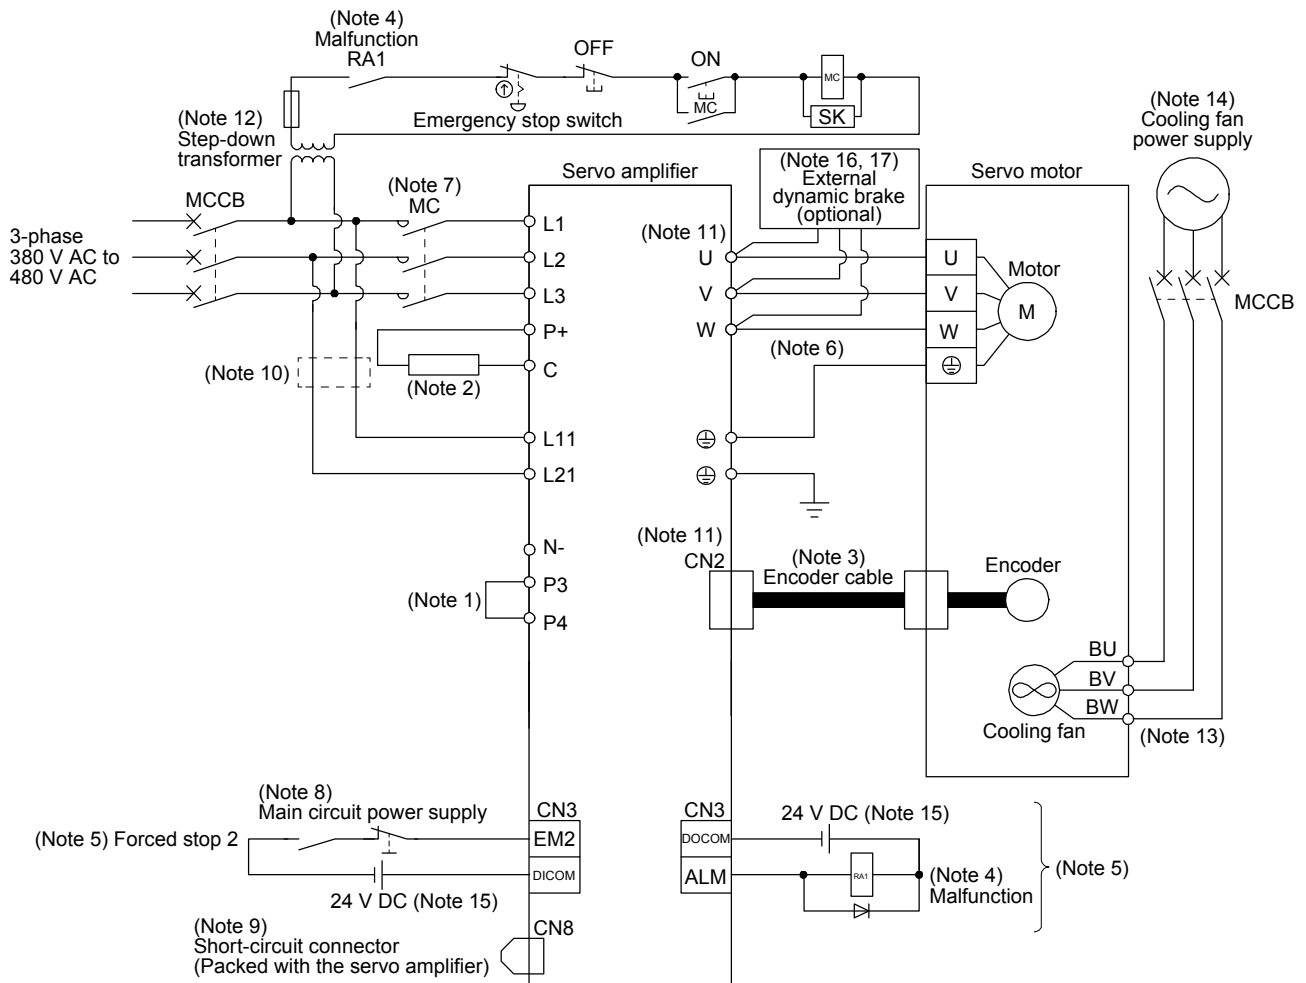 (Note 4)
Malfunction
RA1
OFF
ON
MC
MC
SK
Emergency stop switch
(Note 12)
Step-down
transformer
(Note 14)
Cooling fan
power supply
MCCB
(Note 7)
MC
Servo amplifier
(Note 16, 17)
External
dynamic brake
(optional)
Servo motor
3-phase
380 V AC to
480 V AC
L1
L2
L3
P+
C
L11
L21
N-
P3
P4
(Note 10)
(Note 2)
(Note 1)
(Note 11)
U
V
W
(Note 6)
U
V
W
Motor
M
MCCB
(Note 11)
CN2
(Note 3)
Encoder cable
Encoder
BU
BV
BW
Cooling fan
(Note 13)
(Note 8)
Main circuit power supply
(Note 5) Forced stop 2
24 V DC (Note 15)
CN3
EM2
DICOM
CN3
DOCOM
ALM
24 V DC (Note 15)
RA1
(Note 4)
Malfunction
(Note 5)
(Note 9)
Short-circuit connector
(Packed with the servo amplifier)
CN8